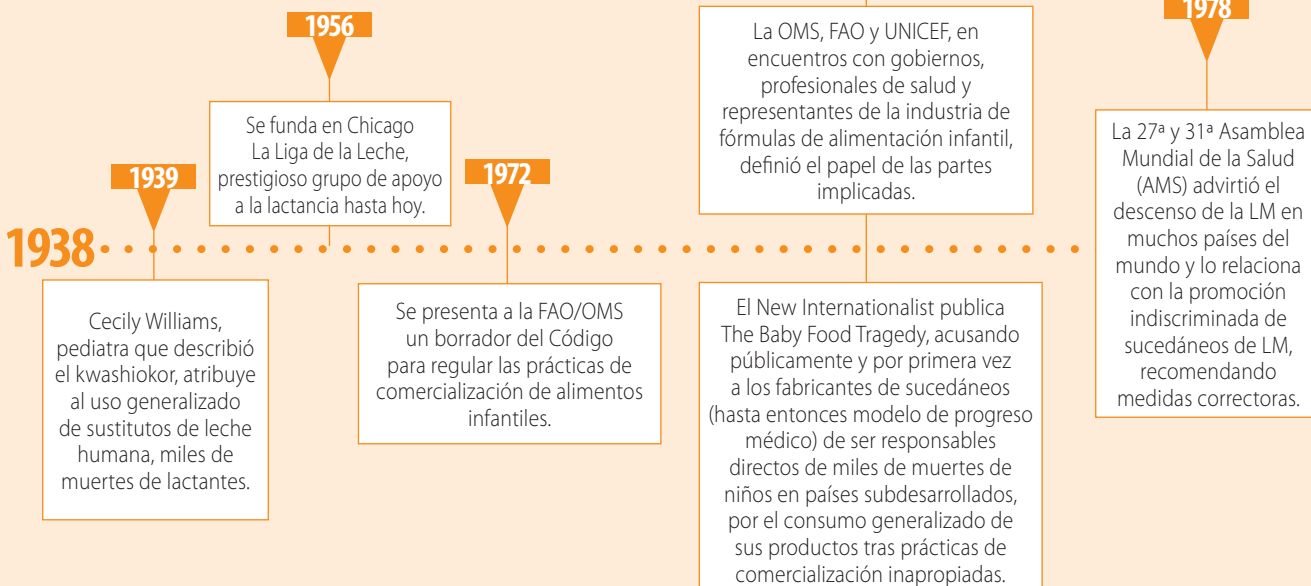 1938
1939
Cecily Williams,
pediatra que describió
el kwashiokor, atribuye
al uso generalizado
de sustitutos de leche
humana, miles de
muertes de lactantes.
1956
Se funda en Chicago
La Liga de la Leche,
prestigioso grupo de apoyo
a la lactancia hasta hoy.
1972
Se presenta a la FAO/OMS
un borrador del Código
para regular las prácticas de
comercialización de alimentos
infantiles.
La OMS, FAO y UNICEF, en
encuentros con gobiernos,
profesionales de salud y
representantes de la industria de
fórmulas de alimentación infantil,
definió el papel de las partes
implicadas.
El New Internationalist publica
The Baby Food Tragedy, acusando
públicamente y por primera vez
a los fabricantes de sucedáneos
(hasta entonces modelo de progreso
médico) de ser responsables
directos de miles de muertes de
niños en países subdesarrollados,
por el consumo generalizado de
sus productos tras prácticas de
comercialización inapropiadas.
1978
La 27ª y 31ª Asamblea
Mundial de la Salud
(AMS) advirtió el
descenso de la LM en
muchos países del
mundo y lo relaciona
con la promoción
indiscriminada de
sucedáneos de LM,
recomendando
medidas correctoras.